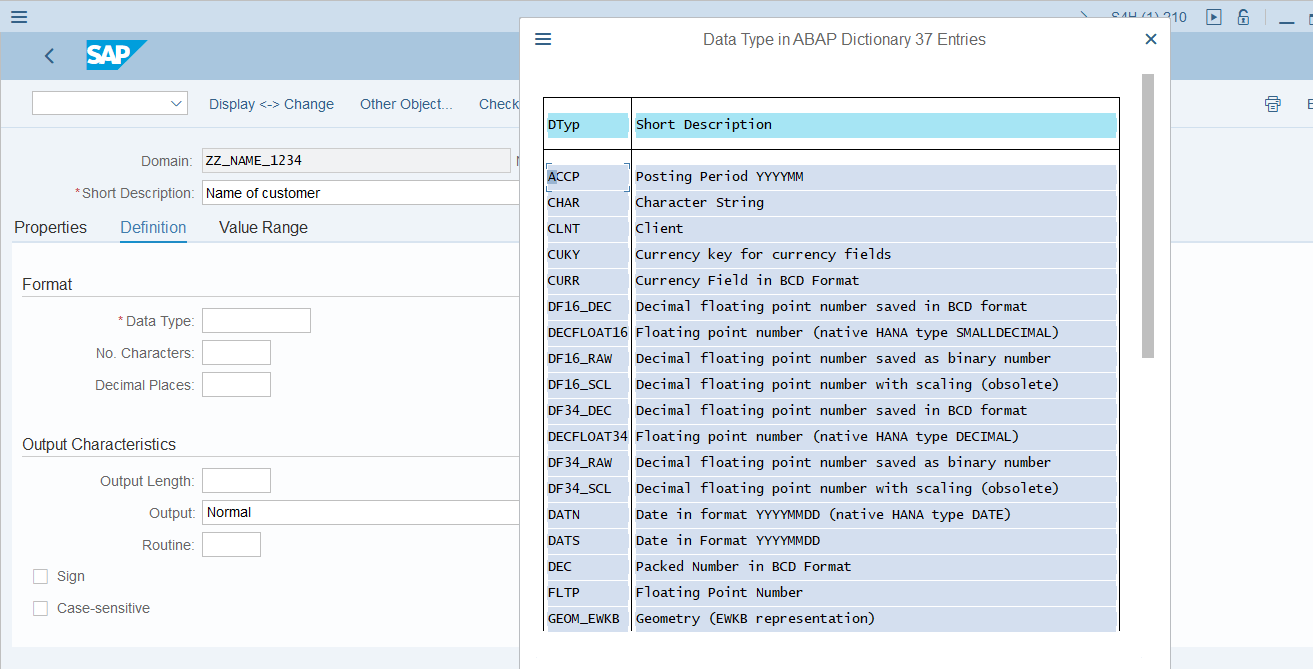 S4H (1) 210
SAP
Display <-> Change Other Object... Check
Domain: ZZ_NAME_1234
*Short Description: Name of customer
Properties Definition Value Range
Format
*Data Type:
No. Characters:
Decimal Places:
Output Characteristics
Output Length:
Output: Normal
Routine:
Sign
Case-sensitive
Data Type in ABAP Dictionary 37 Entries
DTyp Short Description
ACCP Posting Period YYYYMM
CHAR Character String
CLNT Client
CUKY Currency key for currency fields
CURR Currency Field in BCD Format
DF16_DEC Decimal floating point number saved in BCD format
DECFLOAT16 Floating point number (native HANA type SMALLDECIMAL)
DF16_RAW Decimal floating point number saved as binary number
DF16_SCL Decimal floating point number with scaling (obsolete)
DF34_DEC Decimal floating point number saved in BCD format
DECFLOAT34 Floating point number (native HANA type DECIMAL)
DF34_RAW Decimal floating point number saved as binary number
DF34_SCL Decimal floating point number with scaling (obsolete)
DATN Date in format YYYYMMDD (native HANA type DATE)
DATS Date in Format YYYYMMDD
DEC Packed Number in BCD Format
FLTP Floating Point Number
GEOM_EWKB Geometry (EWKB representation)